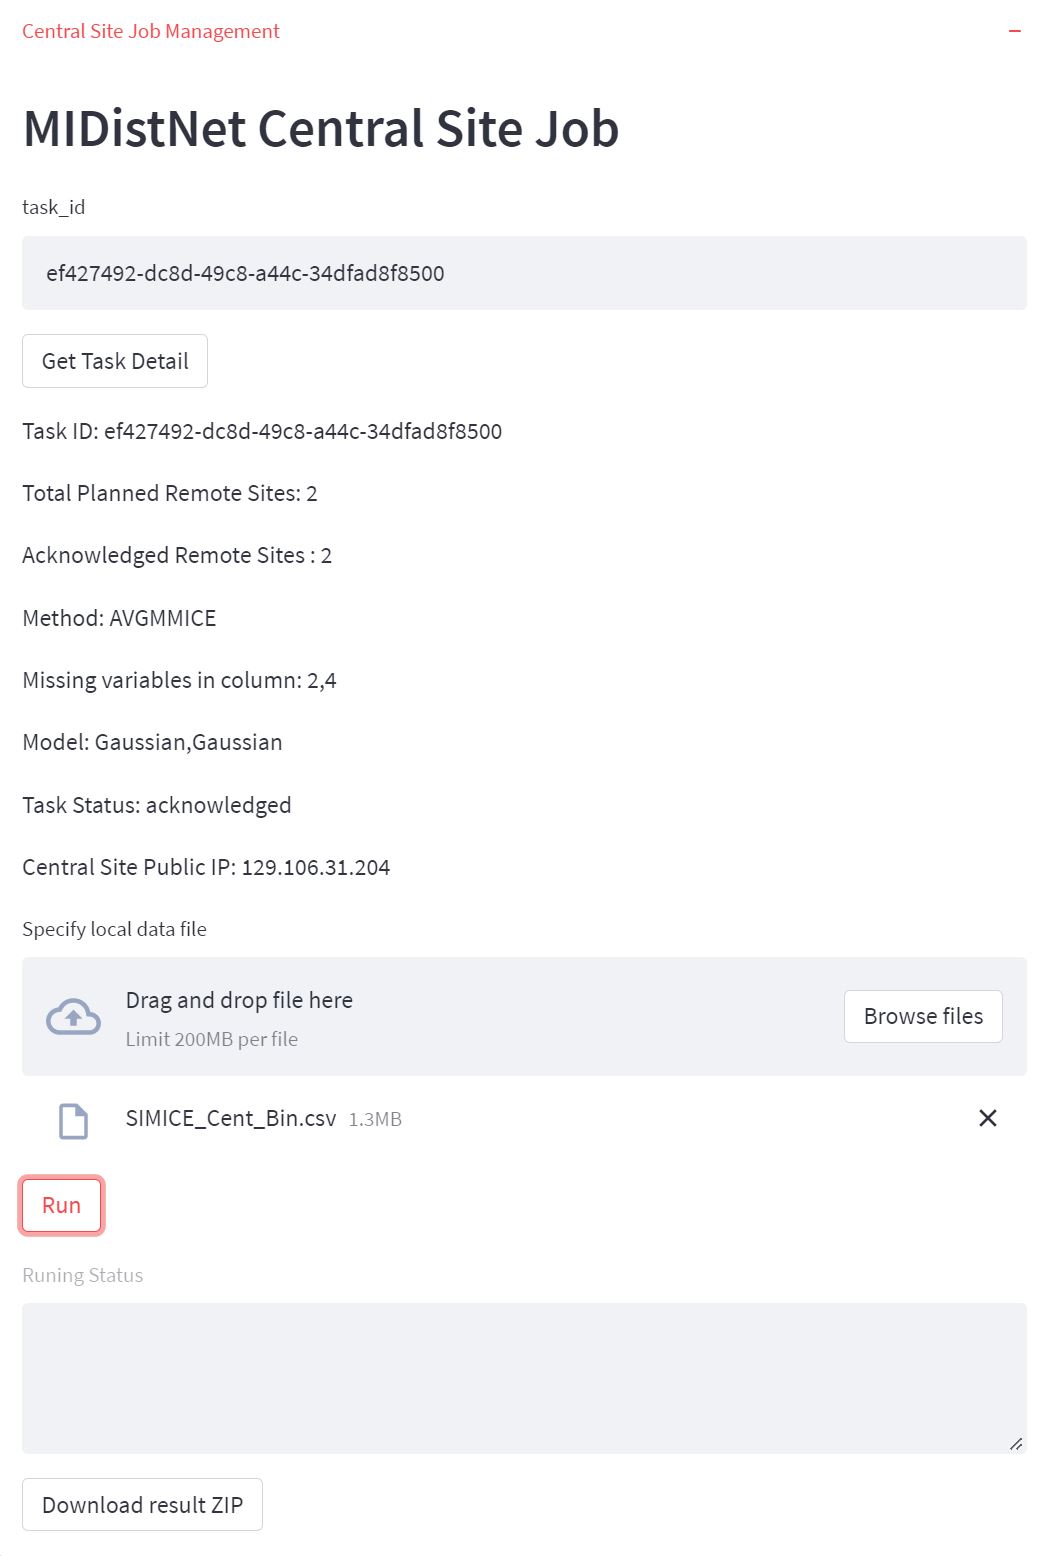 Central Site Job Management
MIDistNet Central Site Job
task_id
ef427492-dc8d-49c8-a44c-34dfad8f8500
Get Task Detail
Task ID: ef427492-dc8d-49c8-a44c-34dfad8f8500
Total Planned Remote Sites: 2
Acknowledged Remote Sites : 2
Method: AVGMMICE
Missing variables in column: 2,4
Model: Gaussian,Gaussian
Task Status: acknowledged
Central Site Public IP: 129.106.31.204
Specify local data file
Drag and drop file here
Limit 200MB per file
Browse files
SIMICE_Cent_Bin.csv 1.3MB
Run
Runing Status
Download result ZIP